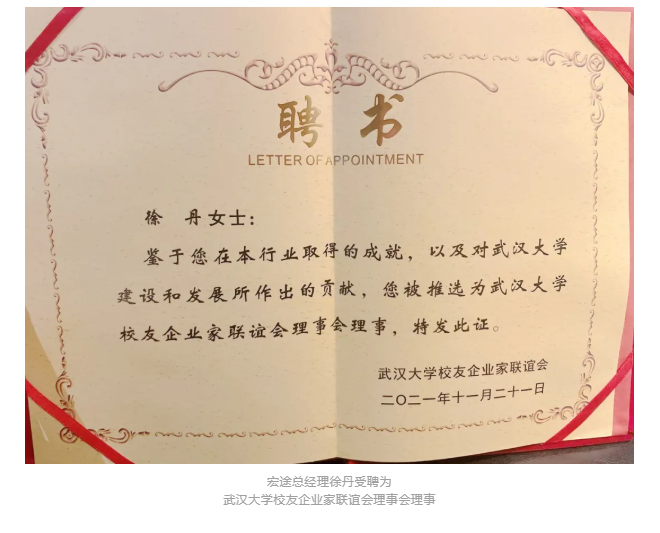 聘书
LETTER OF APPOINTMENT
徐 丹女士：
鉴于您在本行业取得的成就，以及对武汉大学
建设和发展所作出的贡献，您被推选为武汉大学
校友企业家联谊会理事会理事，特发此证。
武汉大学校友企业家联谊会
二〇二一年十一月二十一日
宏途总经理徐丹受聘为
武汉大学校友企业家联谊会理事会理事